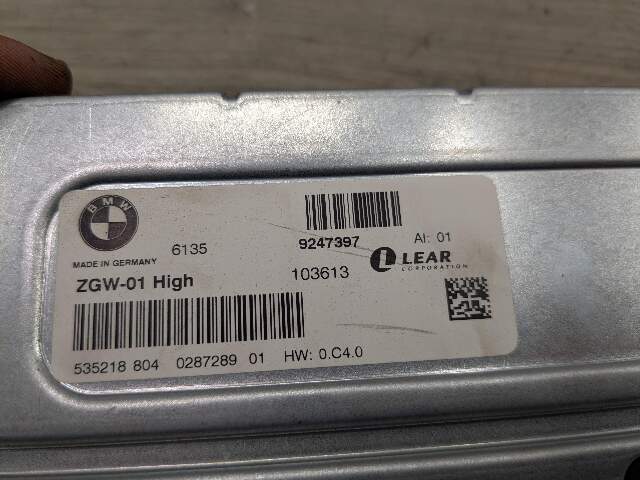 BMW
MADE IN GERMANY
6135
9247397
AI: 01
ZGW-01 High
103613
LEAR
CORPORATION
535218 804 0287289 01 HW: 0.C4.0